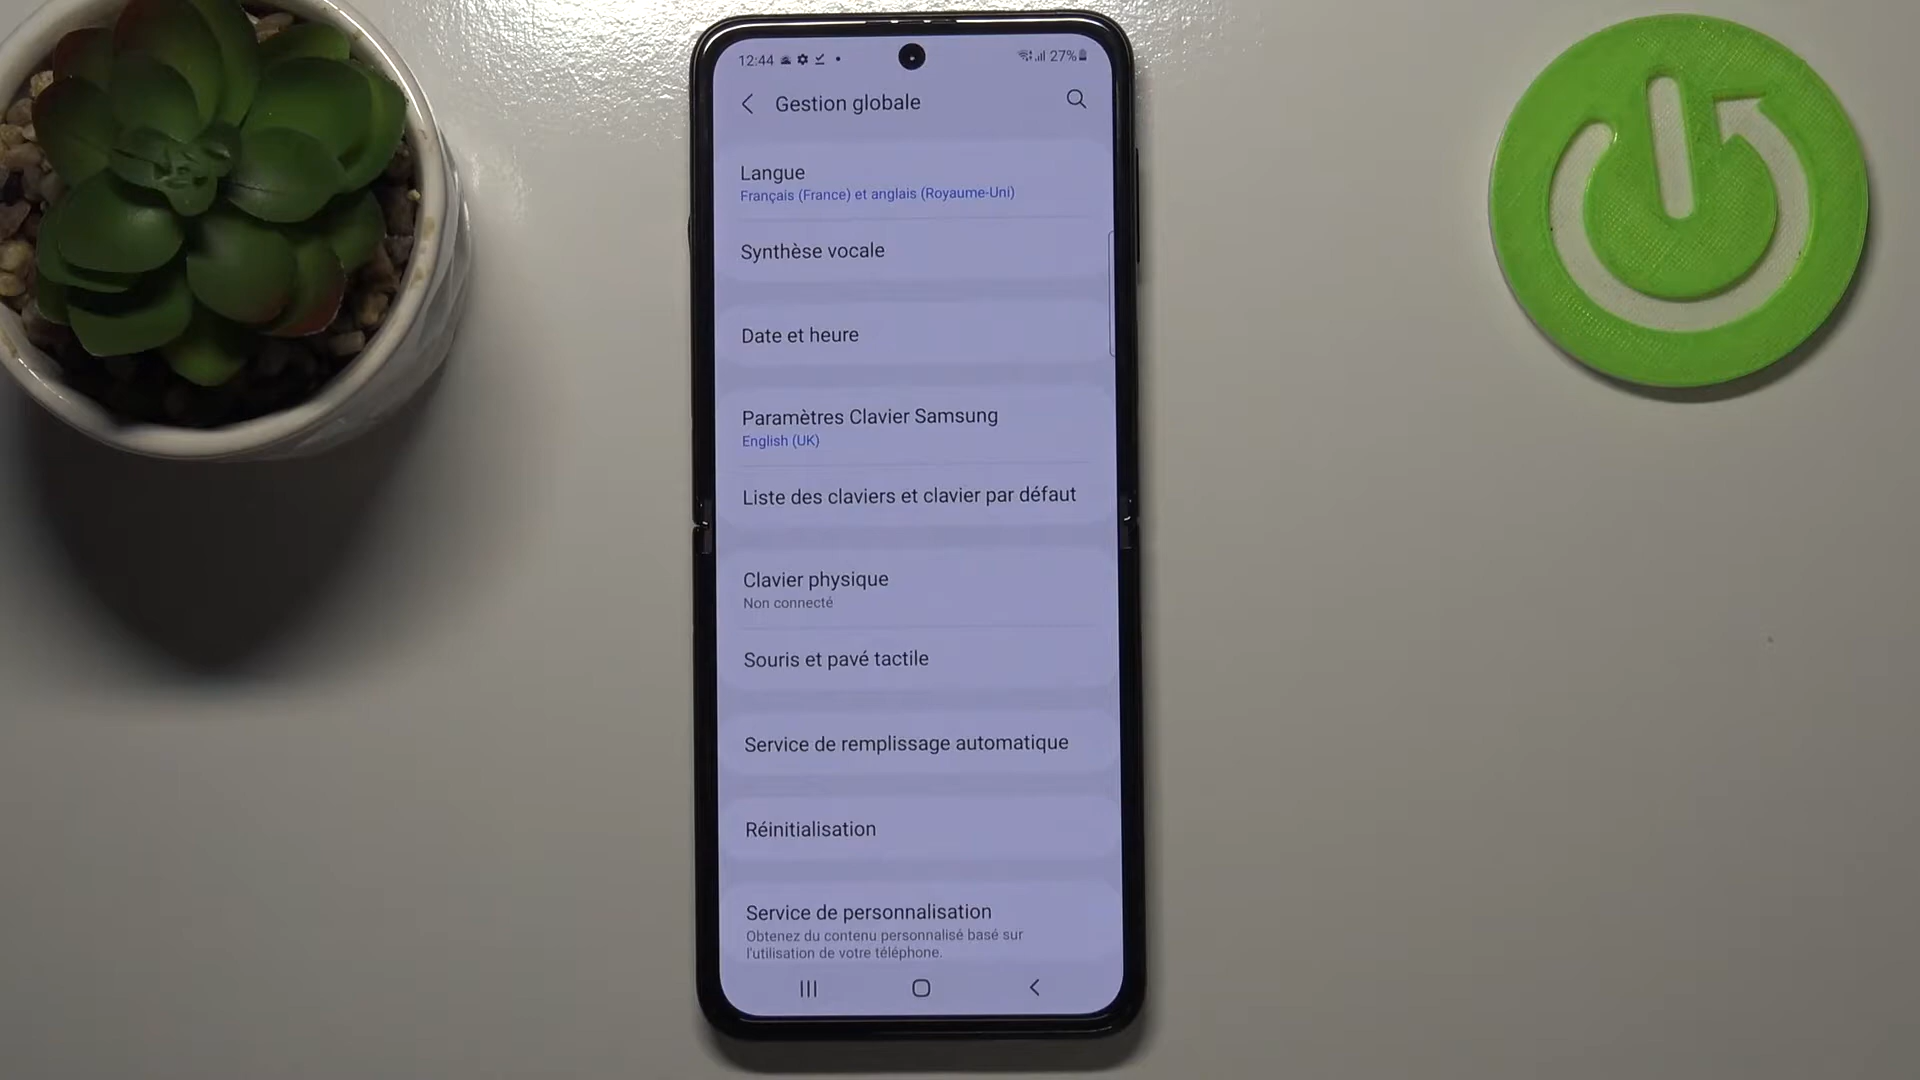 12:44
27%
Gestion globale
Langue
Français (France) et anglais (Royaume-Uni)
Synthèse vocale
Date et heure
Paramètres Clavier Samsung
English (UK)
Liste des claviers et clavier par défaut
Clavier physique
Non connecté
Souris et pavé tactile
Service de remplissage automatique
Réinitialisation
Service de personnalisation
Obtenez du contenu personnalisé basé sur
l'utilisation de votre téléphone.